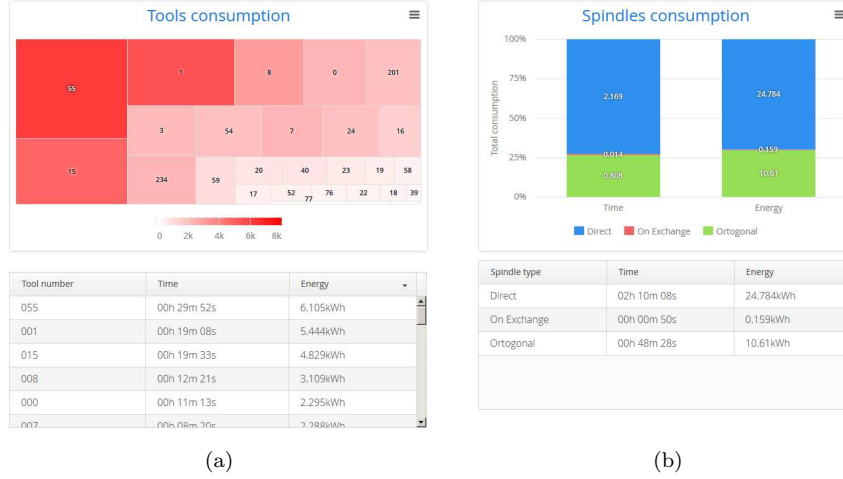 Tools consumption
55
1
8
0
201
3
54
7
24
16
15
234
59
20
40
23
19
58
17
52
77
76
22
18
39
0 2k 4k 6k 8k
Tool number Time Energy
055 00h 29m 52s 6.105kWh
001 00h 19m 08s 5.444kWh
015 00h 19m 33s 4.829kWh
008 00h 12m 21s 3.109kWh
000 00h 11m 13s 2.295kWh
007 00h 08m 20s 2.288kWh
(a)
Spindles consumption
Total consumption
100%
75%
50%
25%
0%
2.169
0.014
0.808
24.784
0.159
10.61
Time Energy
Direct On Exchange Ortogonal
Spindle type Time Energy
Direct 02h 10m 08s 24.784kWh
On Exchange 00h 00m 50s 0.159kWh
Ortogonal 00h 48m 28s 10.61kWh
(b)